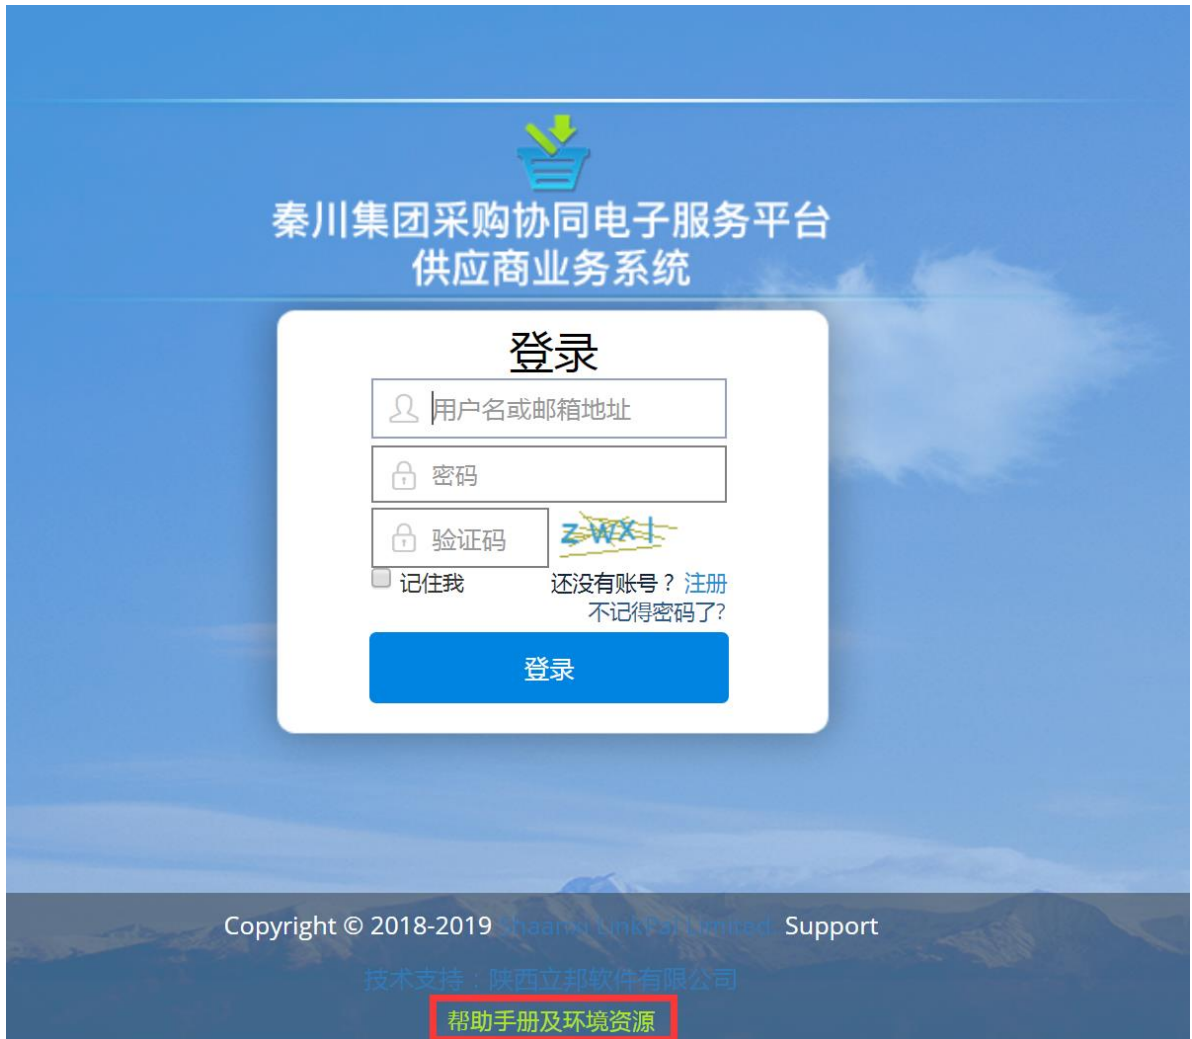 秦川集团采购协同电子服务平台
供应商业务系统
登录
用户名或邮箱地址
密码
验证码 zwxl
记住我 还没有账号？注册
不记得密码了?
登录
Copyright © 2018-2019 Shaanxi LinkPal Limited. Support
技术支持：陕西立邦软件有限公司
帮助手册及环境资源